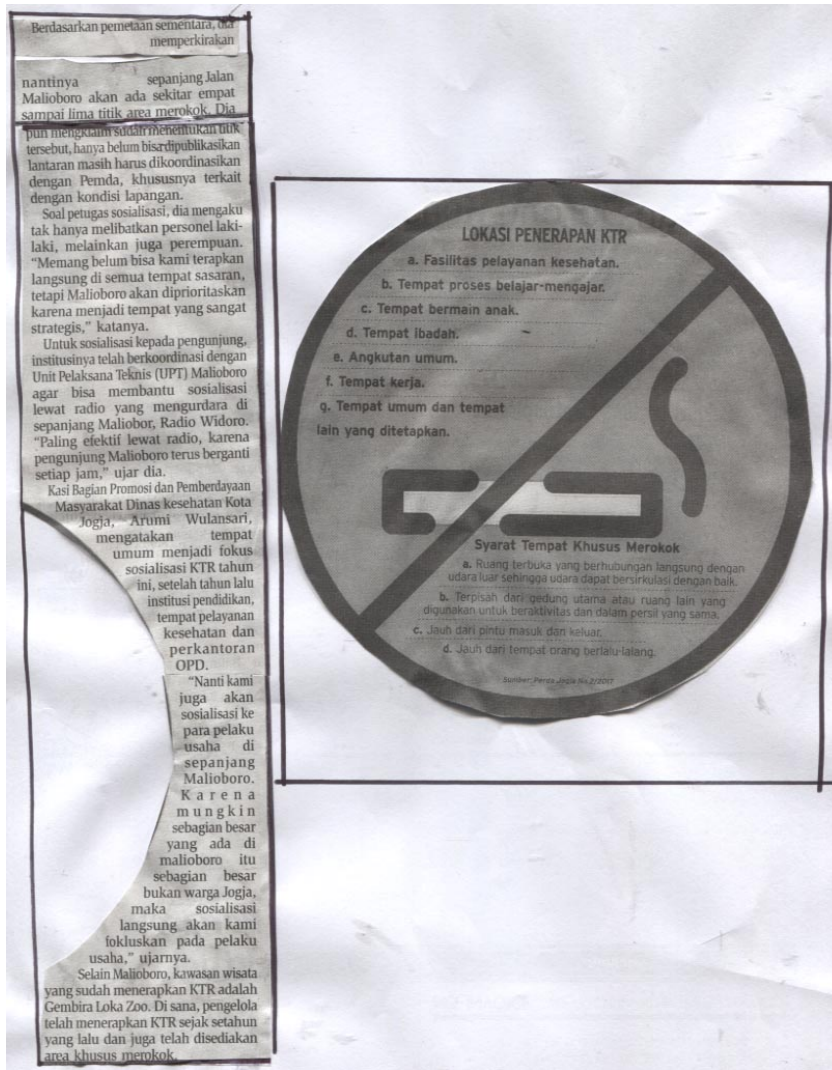 Berdasarkan pemetaan sementara, dia
memperkirakan
nantinya sepanjang Jalan
Malioboro akan ada sekitar empat
sampai lima titik area merokok. Dia
pun mengklaim sudah menentukan titik
tersebut, hanya belum bisa dipublikasikan
lantaran masih harus dikoordinasikan
dengan Pemda, khususnya terkait
dengan kondisi lapangan.
Soal petugas sosialisasi, dia mengaku
tak hanya melibatkan personel laki-
laki, melainkan juga perempuan.
“Memang belum bisa kami terapkan
langsung di semua tempat sasaran,
tetapi Malioboro akan diprioritaskan
karena menjadi tempat yang sangat
strategis,” katanya.
Untuk sosialisasi kepada pengunjung,
institusinya telah berkoordinasi dengan
Unit Pelaksana Teknis (UPT) Malioboro
agar bisa membantu sosialisasi
lewat radio yang mengurdara di
sepanjang Maliobor, Radio Widoro.
“Paling efektif lewat radio, karena
pengunjung Malioboro terus berganti
setiap jam,” ujar dia.
Kasi Bagian Promosi dan Pemberdayaan
Masyarakat Dinas kesehatan Kota
Jogja, Arumi Wulansari,
mengatakan tempat
umum menjadi fokus
sosialisasi KTR tahun
ini, setelah tahun lalu
institusi pendidikan,
tempat pelayanan
kesehatan dan
perkantoran
OPD.
“Nanti kami
juga akan
sosialisasi ke
para pelaku
usaha di
sepanjang
Malioboro.
Karena
mungkin
sebagian besar
yang ada di
malioboro itu
sebagian besar
bukan warga Jogja,
maka sosialisasi
langsung akan kami
fokluskan pada pelaku
usaha,” ujarnya.
Selain Malioboro, kawasan wisata
yang sudah menerapkan KTR adalah
Gembira Loka Zoo. Di sana, pengelola
telah menerapkan KTR sejak setahun
yang lalu dan juga telah disediakan
area khusus merokok.
LOKASI PENERAPAN KTR
a. Fasilitas pelayanan kesehatan.
b. Tempat proses belajar-mengajar.
c. Tempat bermain anak.
d. Tempat ibadah.
e. Angkutan umum.
f. Tempat kerja.
g. Tempat umum dan tempat
lain yang ditetapkan.
Syarat Tempat Khusus Merokok
a. Ruang terbuka yang berhubungan langsung dengan
udara luar sehingga udara dapat bersirkulasi dengan baik.
b. Terpisah dari gedung utama atau ruang lain yang
digunakan untuk beraktivitas dan dalam persil yang sama.
c. Jauh dari pintu masuk dan keluar.
d. Jauh dari tempat orang berlalu-lalang.
Sumber: Perda Jogja No.2/2017